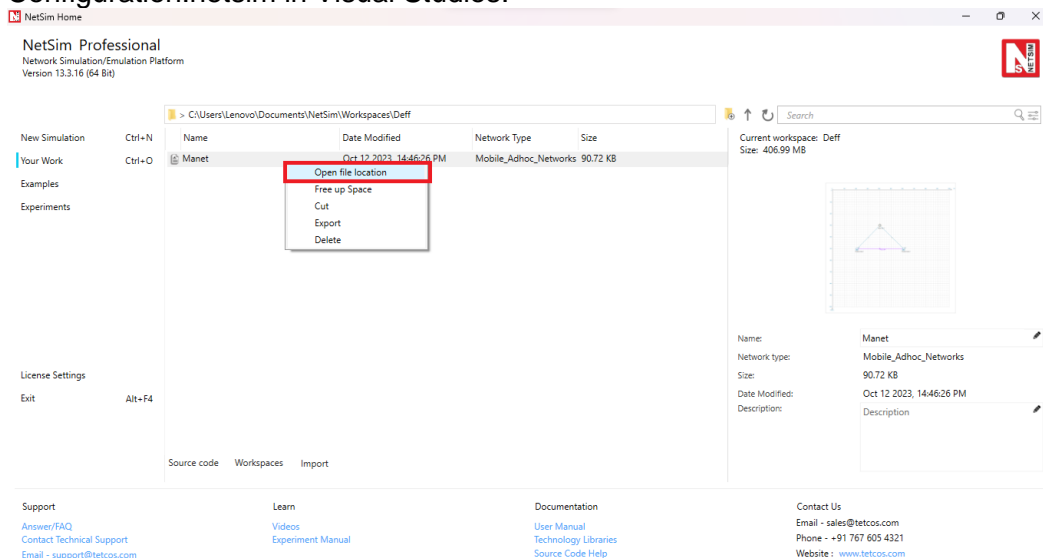 Configuration.netsim in Visual Studios.
NetSim Home
NetSim Professional
Network Simulation/Emulation Platform
Version 13.3.16 (64 Bit)
NETSIM
> C:\Users\Lenovo\Documents\NetSim\Workspaces\Deff
Search
New Simulation Ctrl+N
Your Work Ctrl+O
Examples
Experiments
License Settings
Exit Alt+F4
Name Date Modified Network Type Size
Manet Oct 12 2023, 14:46:26 PM Mobile_Adhoc_Networks 90.72 KB
Open file location
Free up Space
Cut
Export
Delete
Source code Workspaces Import
Current workspace: Deff
Size: 406.99 MB
Name: Manet
Network type: Mobile_Adhoc_Networks
Size: 90.72 KB
Date Modified: Oct 12 2023, 14:46:26 PM
Description: Description
Support
Answer/FAQ
Contact Technical Support
Email - support@tetcos.com
Learn
Videos
Experiment Manual
Documentation
User Manual
Technology Libraries
Source Code Help
Contact Us
Email - sales@tetcos.com
Phone - +91 767 605 4321
Website : www.tetcos.com